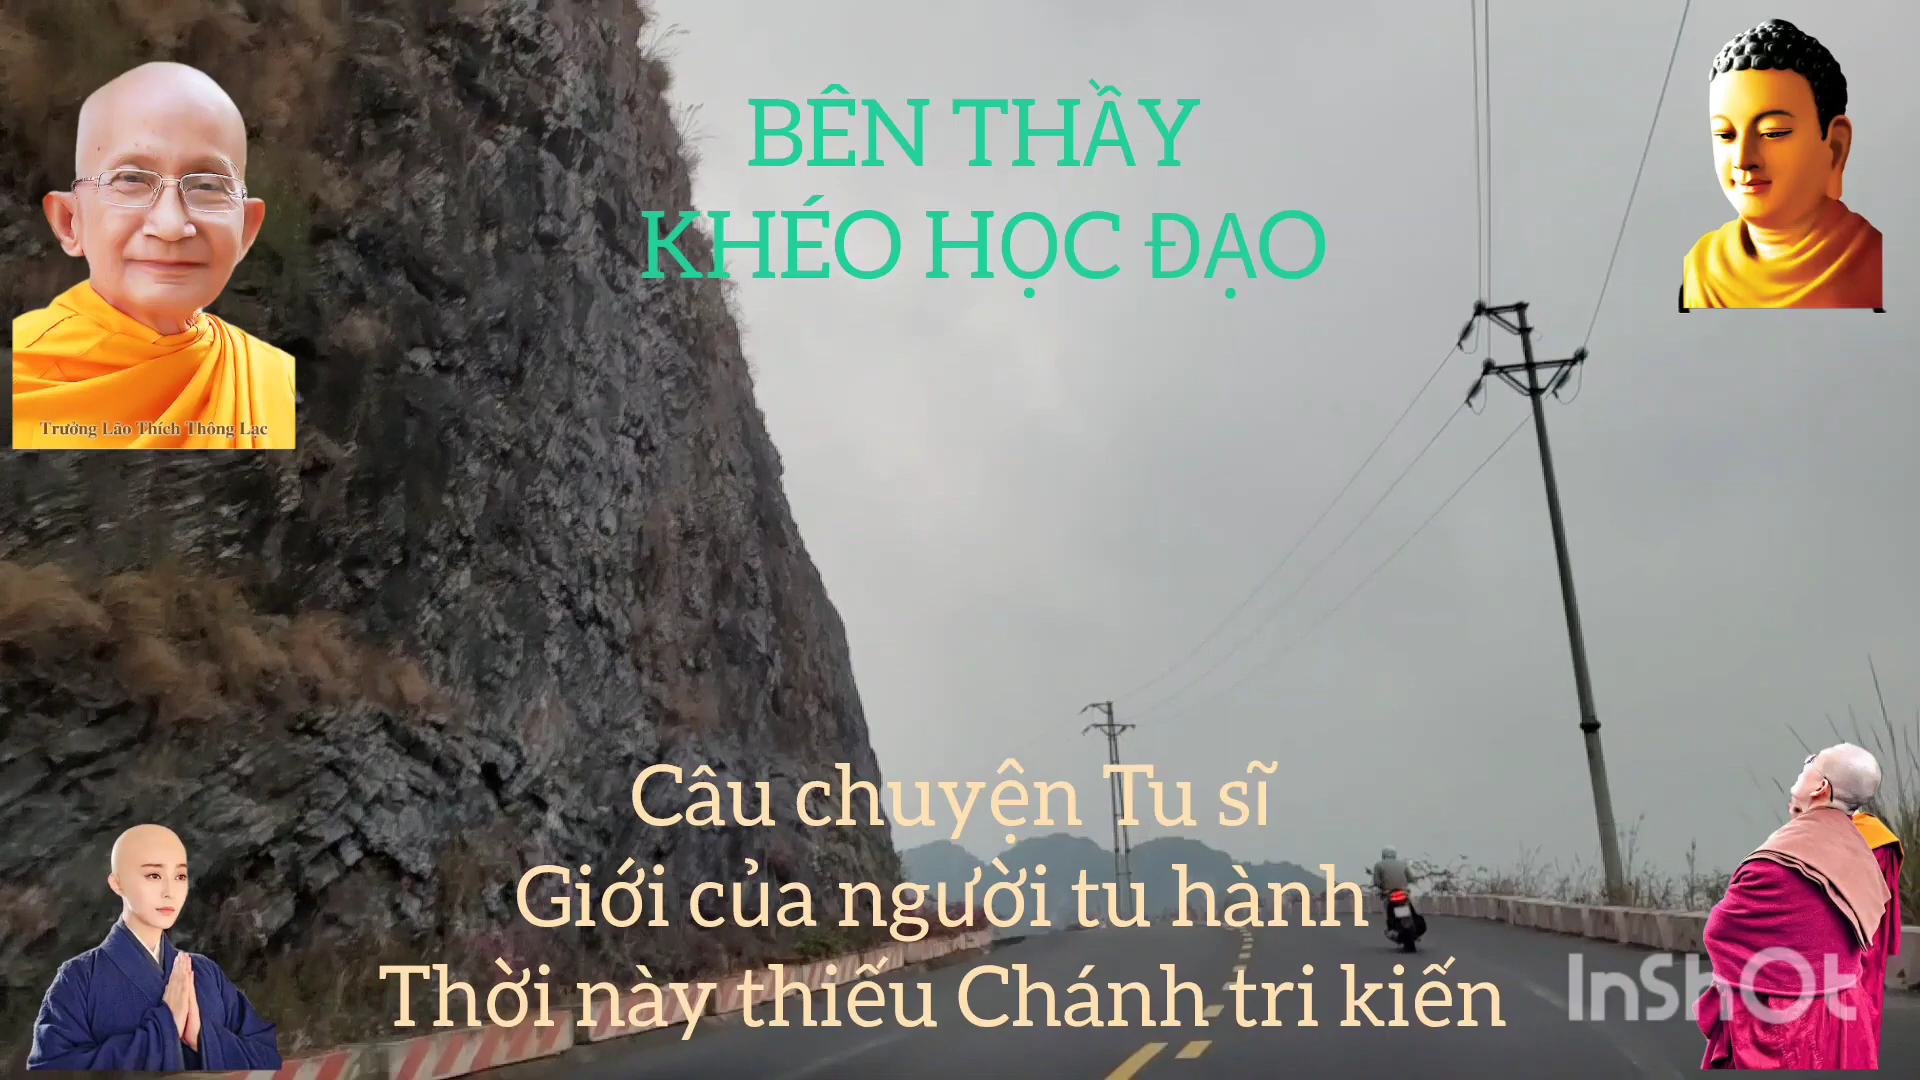 BÊN THẦY
KHÉO HỌC ĐẠO
Trưởng Lão Thích Thông Lạc
Câu chuyện Tu sĩ
Giới của người tu hành
Thời này thiếu Chánh tri kiến
InShOt